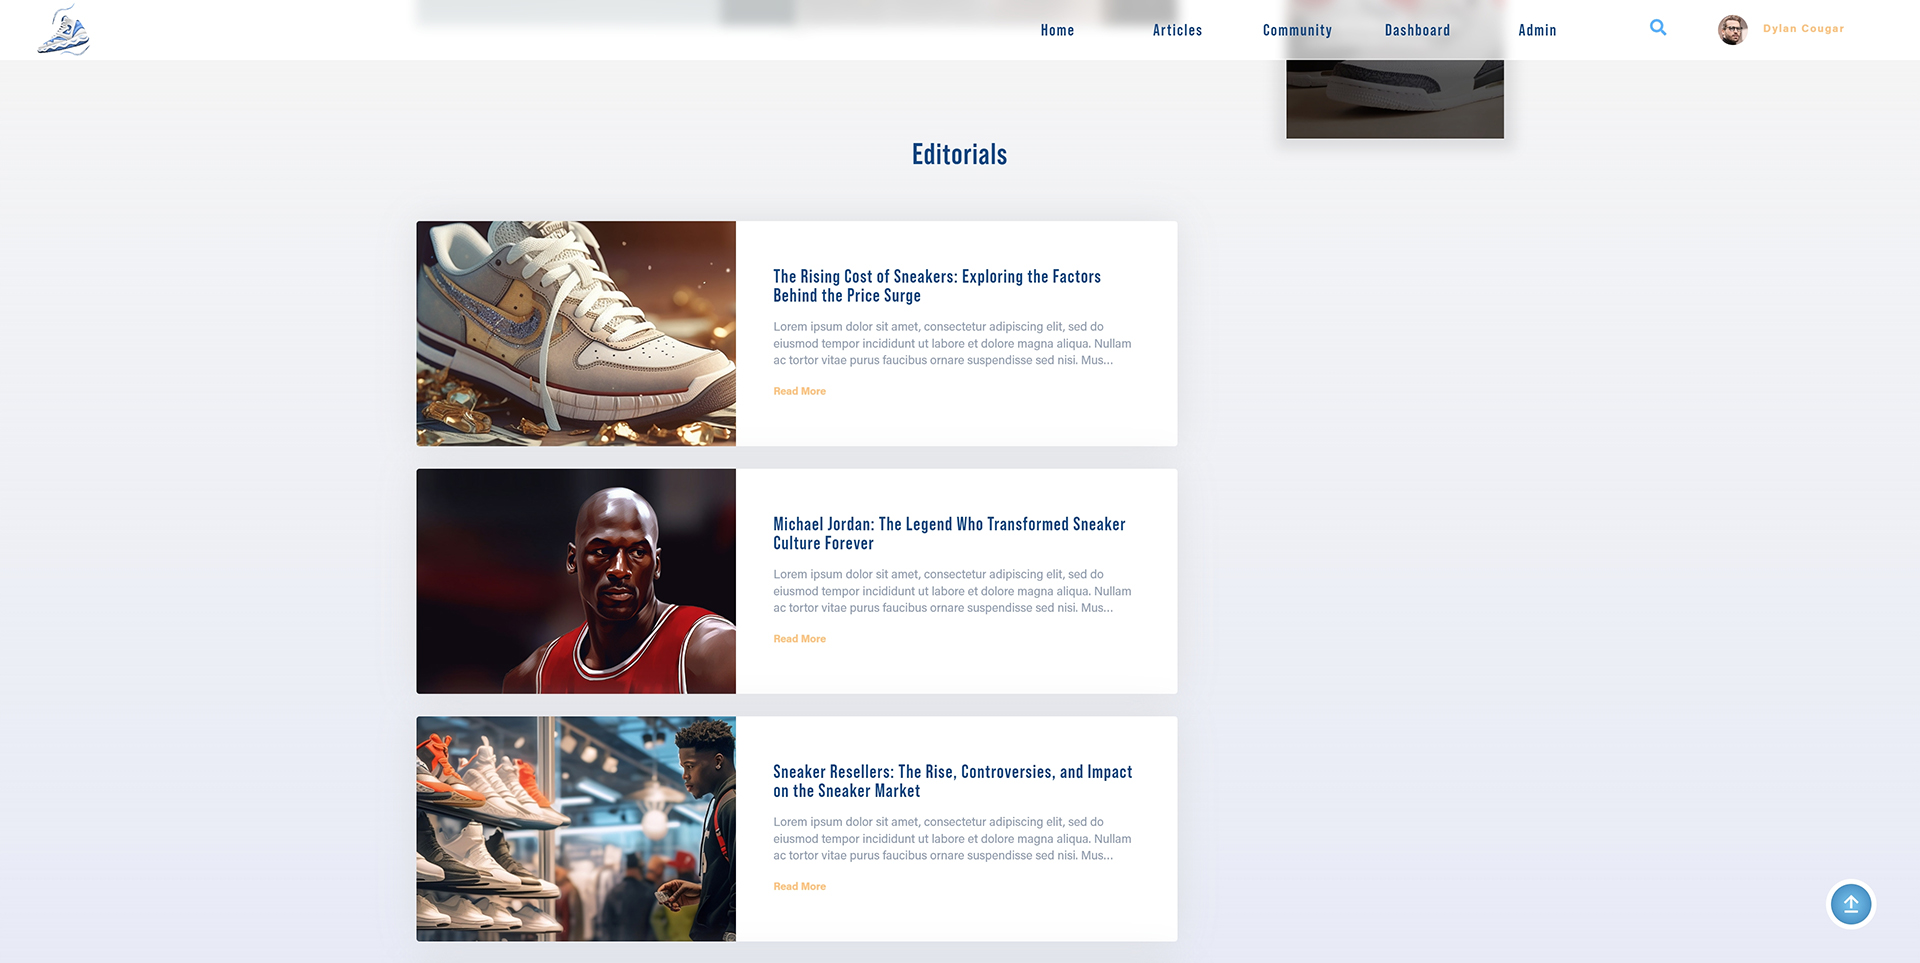 Home
Articles
Community
Dashboard
Admin
Dylan Cougar
Editorials
The Rising Cost of Sneakers: Exploring the Factors
Behind the Price Surge
Lorem ipsum dolor sit amet, consectetur adipiscing elit, sed do
eiusmod tempor incididunt ut labore et dolore magna aliqua. Nullam
ac tortor vitae purus faucibus ornare suspendisse sed nisi. Mus...
Read More
Michael Jordan: The Legend Who Transformed Sneaker
Culture Forever
Lorem ipsum dolor sit amet, consectetur adipiscing elit, sed do
eiusmod tempor incididunt ut labore et dolore magna aliqua. Nullam
ac tortor vitae purus faucibus ornare suspendisse sed nisi. Mus...
Read More
Sneaker Resellers: The Rise, Controversies, and Impact
on the Sneaker Market
Lorem ipsum dolor sit amet, consectetur adipiscing elit, sed do
eiusmod tempor incididunt ut labore et dolore magna aliqua. Nullam
ac tortor vitae purus faucibus ornare suspendisse sed nisi. Mus...
Read More